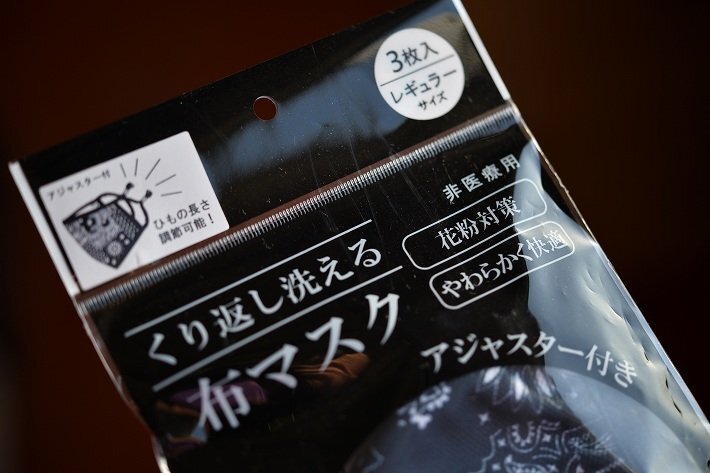 3枚入
レギュラー
サイズ
アジャスター付
ひもの長さ
調節可能！
非医療用
花粉対策
やわらかく快適
くり返し洗える
布マスク
アジャスター付き